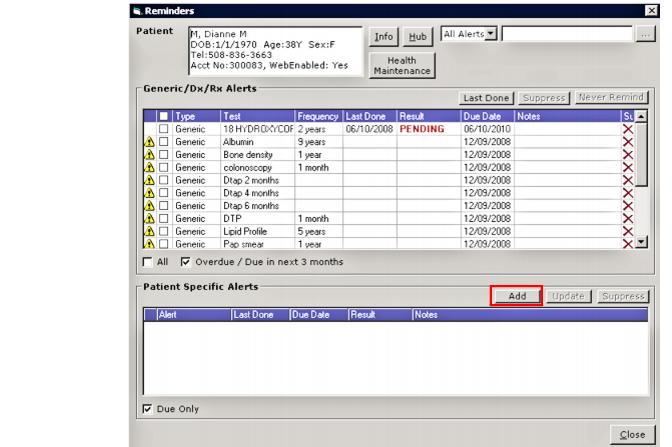 Reminders
Patient
M, Dianne M
DOB:1/1/1970 Age:38Y Sex:F
Tel:508-836-3663
Acct No:300083, WebEnabled: Yes
Info Hub All Alerts ...
Health Maintenance
Generic/Dx/Rx Alerts
Last Done Suppress Never Remind
Type Test Frequency Last Done Result Due Date Notes Su
Generic 18 HYDROXYCOF 2 years 06/10/2008 PENDING 06/10/2010
Generic Albumin 9 years 12/09/2008
Generic Bone density 1 year 12/09/2008
Generic colonoscopy 1 month 12/09/2008
Generic Dtap 2 months 12/09/2008
Generic Dtap 4 months 12/09/2008
Generic Dtap 6 months 12/09/2008
Generic DTP 1 month 12/09/2008
Generic Lipid Profile 5 years 12/09/2008
Generic Pap smear 1 year 12/09/2008
All Overdue / Due in next 3 months
Patient Specific Alerts
Add Update Suppress
Alert Last Done Due Date Result Notes
Due Only
Close